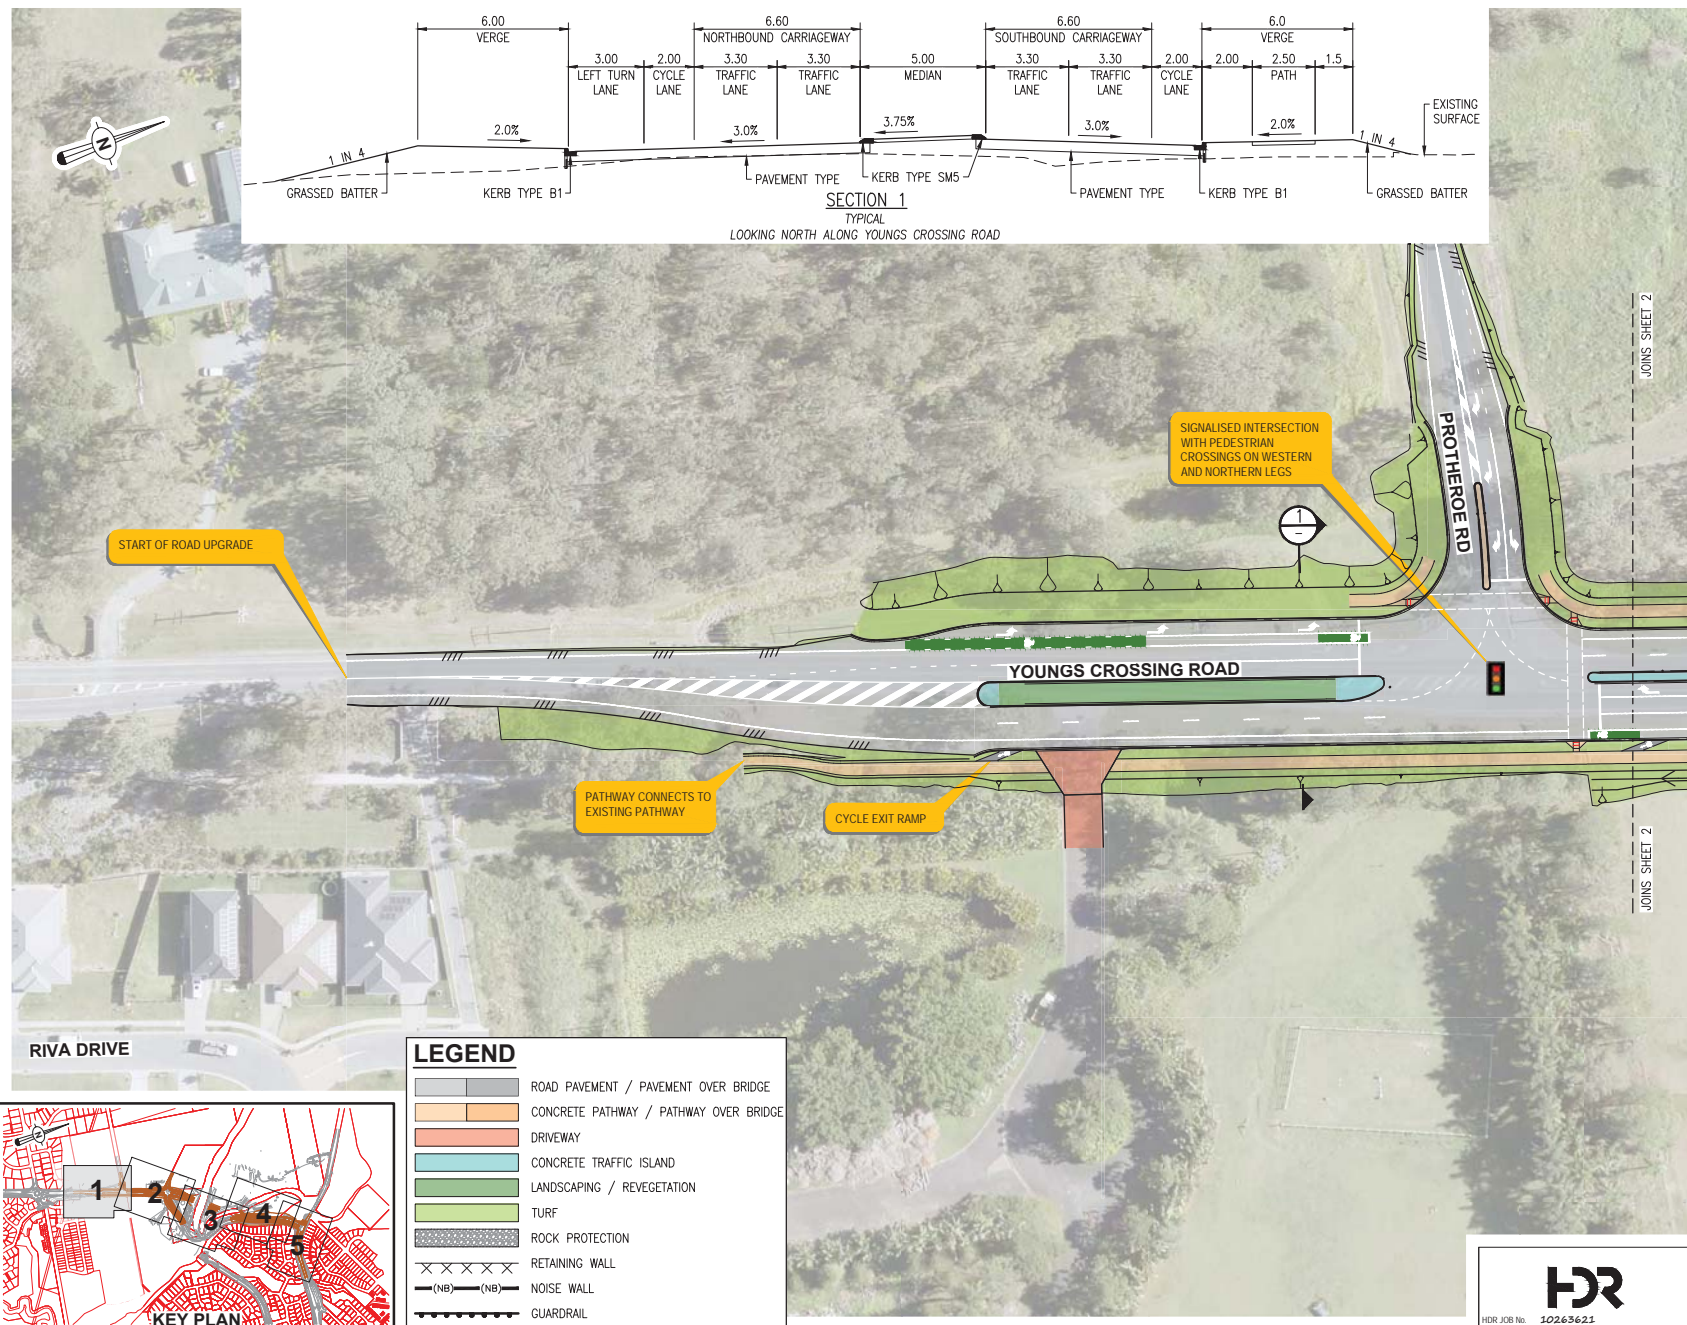 6.00
VERGE
6.60
NORTHBOUND CARRIAGEWAY
6.60
SOUTHBOUND CARRIAGEWAY
6.0
VERGE
3.00
LEFT TURN
LANE
2.00
CYCLE
LANE
3.30
TRAFFIC
LANE
3.30
TRAFFIC
LANE
5.00
MEDIAN
3.30
TRAFFIC
LANE
3.30
TRAFFIC
LANE
2.00
CYCLE
LANE
2.00
2.50
PATH
1.5
EXISTING
SURFACE
2.0%
3.0%
3.75%
3.0%
2.0%
1 IN 4
1 IN 4
GRASSED BATTER
KERB TYPE B1
PAVEMENT TYPE
KERB TYPE SM5
PAVEMENT TYPE
KERB TYPE B1
GRASSED BATTER
SECTION 1
TYPICAL
LOOKING NORTH ALONG YOUNGS CROSSING ROAD
N
JOINS SHEET 2
SIGNALISED INTERSECTION
WITH PEDESTRIAN
CROSSINGS ON WESTERN
AND NORTHERN LEGS
PROTHEROE RD
1
–
START OF ROAD UPGRADE
YOUNGS CROSSING ROAD
PATHWAY CONNECTS TO
EXISTING PATHWAY
CYCLE EXIT RAMP
JOINS SHEET 2
RIVA DRIVE
LEGEND
ROAD PAVEMENT / PAVEMENT OVER BRIDGE
CONCRETE PATHWAY / PATHWAY OVER BRIDGE
DRIVEWAY
CONCRETE TRAFFIC ISLAND
LANDSCAPING / REVEGETATION
TURF
ROCK PROTECTION
RETAINING WALL
(NB) (NB) NOISE WALL
GUARDRAIL
N
1
2
3
4
5
KEY PLAN
HDR
HDR JOB No. 10263621